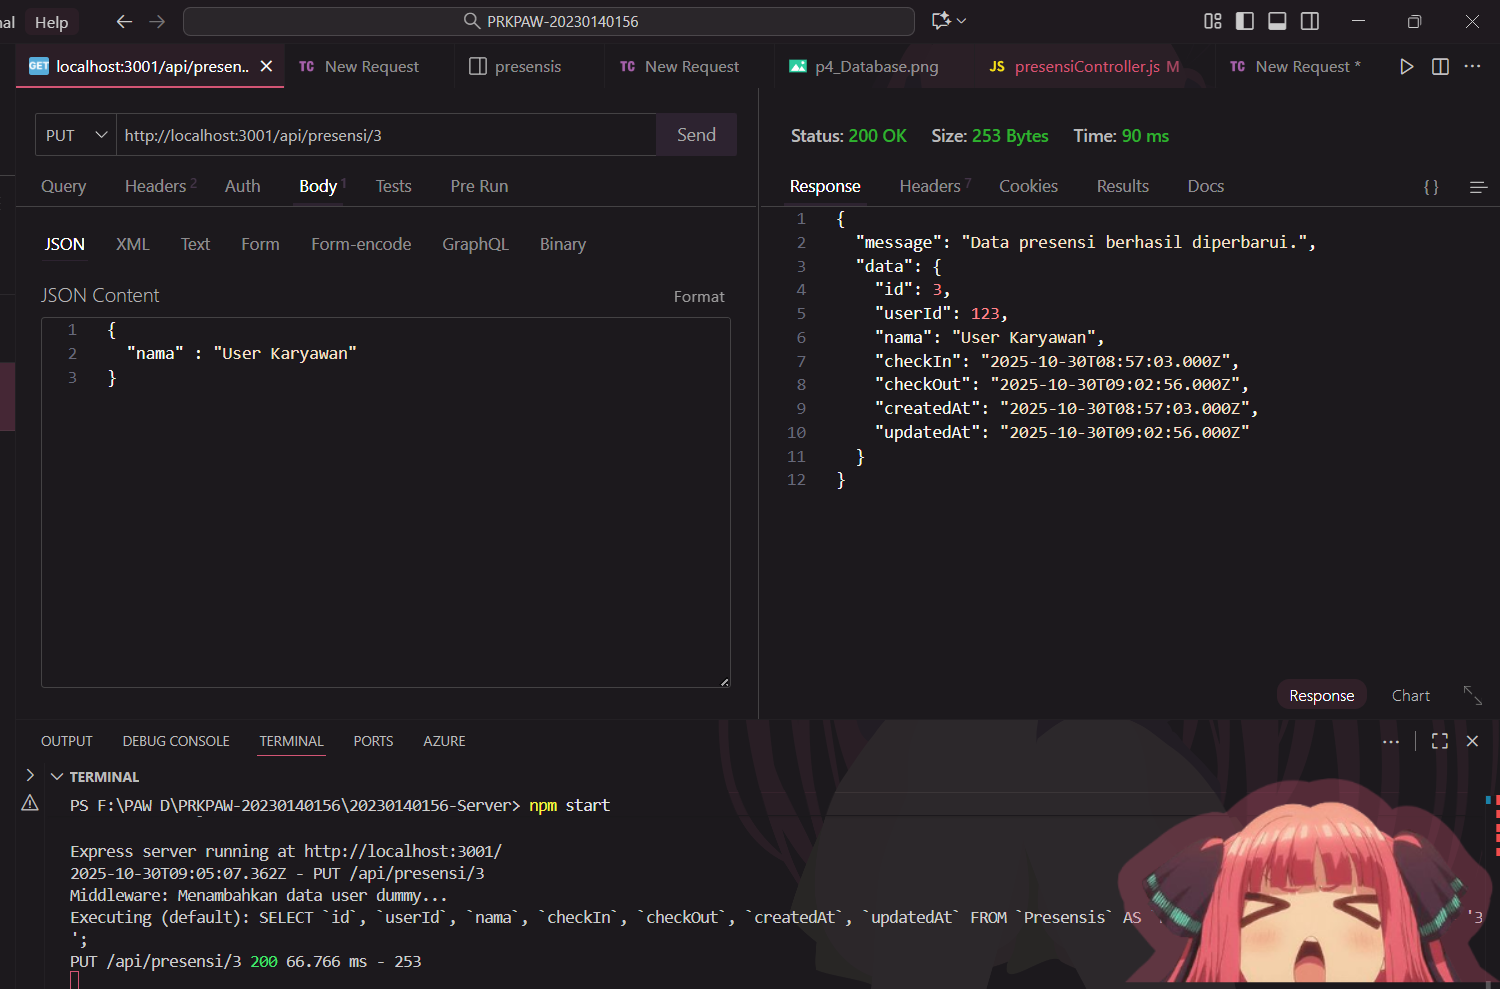 Help
PRKPAW-20230140156
GET localhost:3001/api/presen..
TC New Request
presensis
TC New Request
p4_Database.png
JS presensiController.js M
TC New Request *
PUT
http://localhost:3001/api/presensi/3
Send
Query
Headers 2
Auth
Body 1
Tests
Pre Run
JSON
XML
Text
Form
Form-encode
GraphQL
Binary
JSON Content
Format
1 {
2 "nama" : "User Karyawan"
3 }
Status: 200 OK
Size: 253 Bytes
Time: 90 ms
Response
Headers 7
Cookies
Results
Docs
{ }
1 {
2 "message": "Data presensi berhasil diperbarui.",
3 "data": {
4 "id": 3,
5 "userId": 123,
6 "nama": "User Karyawan",
7 "checkIn": "2025-10-30T08:57:03.000Z",
8 "checkOut": "2025-10-30T09:02:56.000Z",
9 "createdAt": "2025-10-30T08:57:03.000Z",
10 "updatedAt": "2025-10-30T09:02:56.000Z"
11 }
12 }
Response
Chart
OUTPUT
DEBUG CONSOLE
TERMINAL
PORTS
AZURE
TERMINAL
PS F:\PAW D\PRKPAW-20230140156\20230140156-Server> npm start
Express server running at http://localhost:3001/
2025-10-30T09:05:07.362Z - PUT /api/presensi/3
Middleware: Menambahkan data user dummy...
Executing (default): SELECT `id`, `userId`, `nama`, `checkIn`, `checkOut`, `createdAt`, `updatedAt` FROM `Presensis` AS '3
';
PUT /api/presensi/3 200 66.766 ms - 253